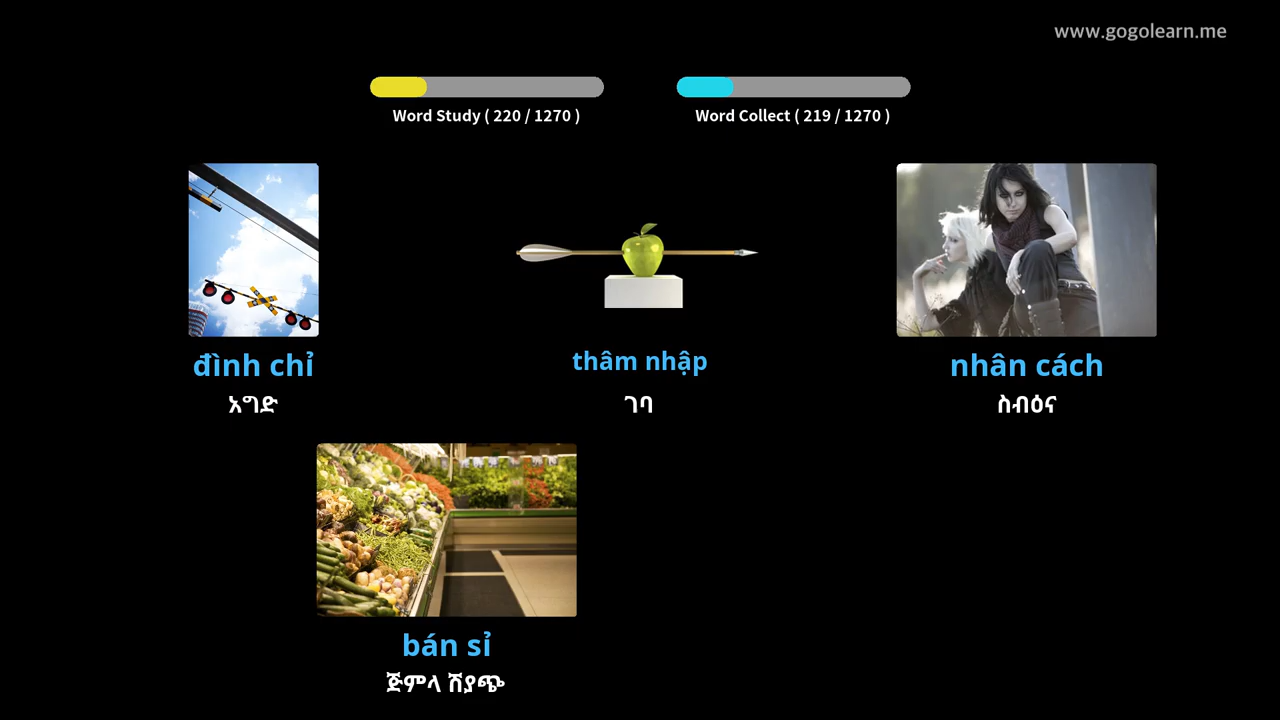 www.gogolearn.me
Word Study ( 220 / 1270 )
Word Collect ( 219 / 1270 )
đình chỉ
አግድ
thâm nhập
ገባ
nhân cách
ስብዕና
bán sỉ
ጅምላ ሽያጭ